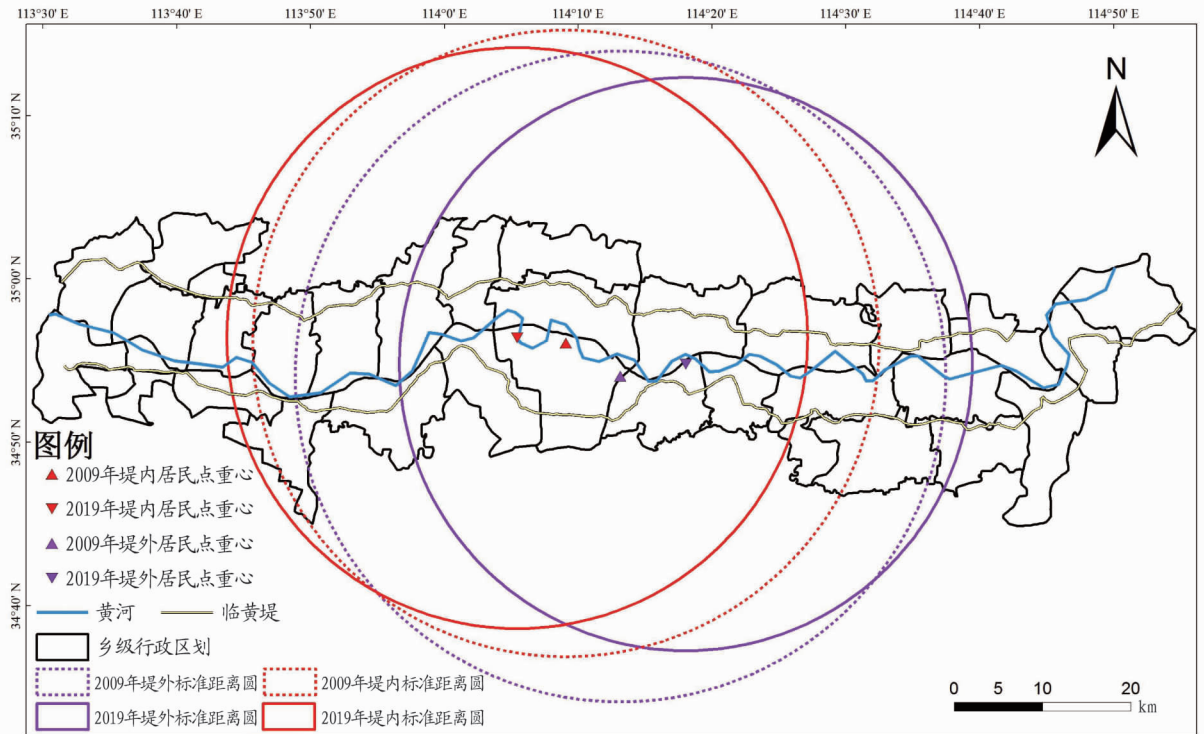 113°30′ E 113°40′ E 113°50′ E 114°00′ E 114°10′ E 114°20′ E 114°30′ E 114°40′ E 114°50′ E
35°10′ N
35°00′ N
34°50′ N
34°40′ N
N
图例
2009年堤内居民点重心
2019年堤内居民点重心
2009年堤外居民点重心
2019年堤外居民点重心
黄河 临黄堤
乡级行政区划
2009年堤外标准距离圆 2009年堤内标准距离圆
2019年堤外标准距离圆 2019年堤内标准距离圆
0 5 10 20
km